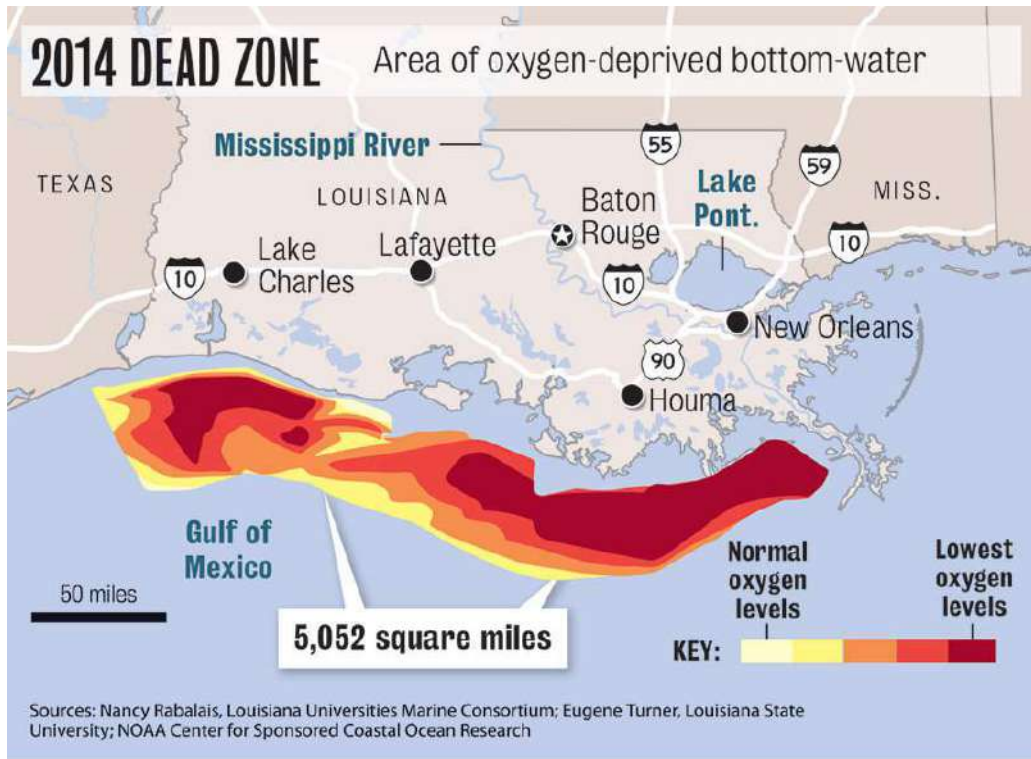 2014 DEAD ZONE
Area of oxygen-deprived bottom-water
Mississippi River
55
59
TEXAS
LOUISIANA
Baton
Rouge
Lake
Pont.
MISS.
10
Lake
Charles
Lafayette
10
10
New Orleans
90
Houma
Gulf of
Mexico
50 miles
5,052 square miles
Normal
oxygen
levels
Lowest
oxygen
levels
KEY:
Sources: Nancy Rabalais, Louisiana Universities Marine Consortium; Eugene Turner, Louisiana State
University; NOAA Center for Sponsored Coastal Ocean Research